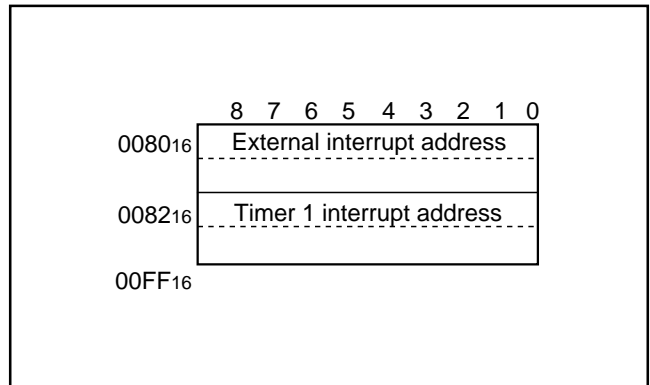 8 7 6 5 4 3 2 1 0
0080₁₆ External interrupt address
0082₁₆ Timer 1 interrupt address
00FF₁₆